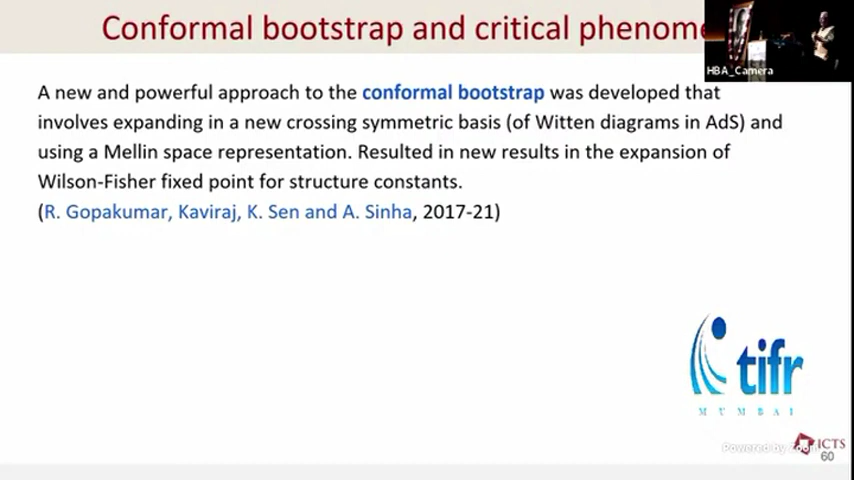 Conformal bootstrap and critical phenome
HBA_Camera
A new and powerful approach to the conformal bootstrap was developed that
involves expanding in a new crossing symmetric basis (of Witten diagrams in AdS) and
using a Mellin space representation. Resulted in new results in the expansion of
Wilson-Fisher fixed point for structure constants.
(R. Gopakumar, Kaviraj, K. Sen and A. Sinha, 2017-21)
tifr
MUMBAI
Powered by Zoom
ICTS
60